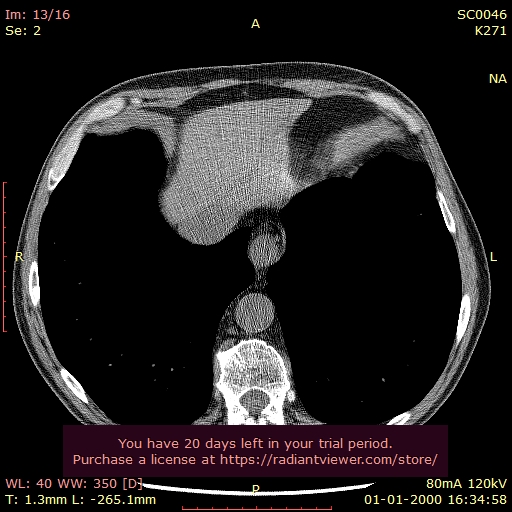 Im: 13/16
Se: 2
A
SC0046
K271
NA
R
L
You have 20 days left in your trial period.
Purchase a license at https://radiantviewer.com/store/
WL: 40 WW: 350 [D]
T: 1.3mm L: -265.1mm
P
80mA 120kV
01-01-2000 16:34:58